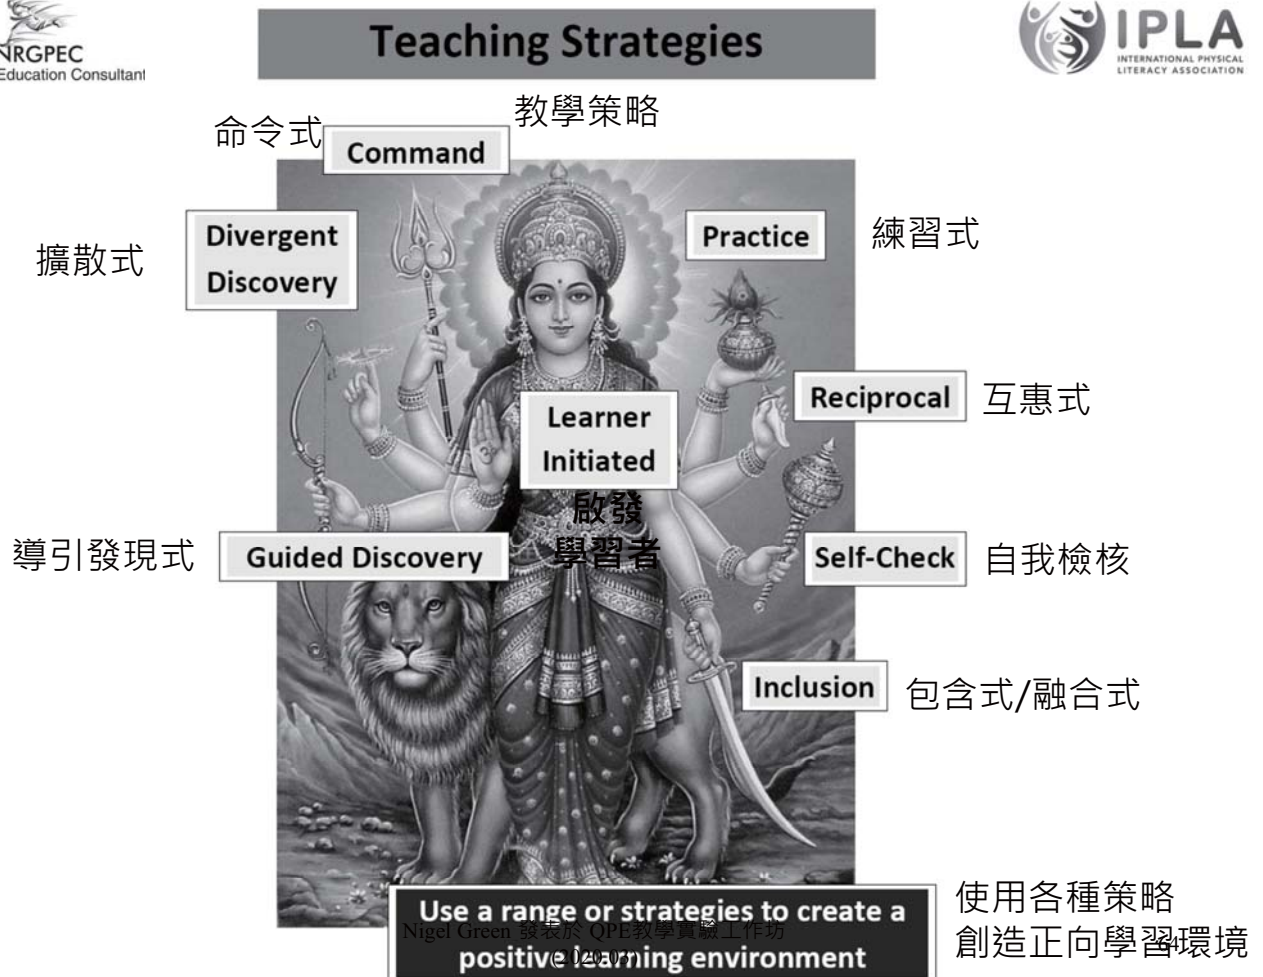 NRGPEC
Education Consultant
Teaching Strategies
IPLA
INTERNATIONAL PHYSICAL
LITERACY ASSOCIATION
教學策略
命令式
Command
擴散式
Divergent
Discovery
Practice
練習式
Reciprocal
互惠式
Learner
Initiated
啟發
學習者
導引發現式
Guided Discovery
Self-Check
自我檢核
Inclusion
包含式/融合式
Use a range or strategies to create a
positive learning environment
Nigel Green 發表於 QPE教學實驗工作坊
(2020.03)
使用各種策略
創造正向學習環境
64